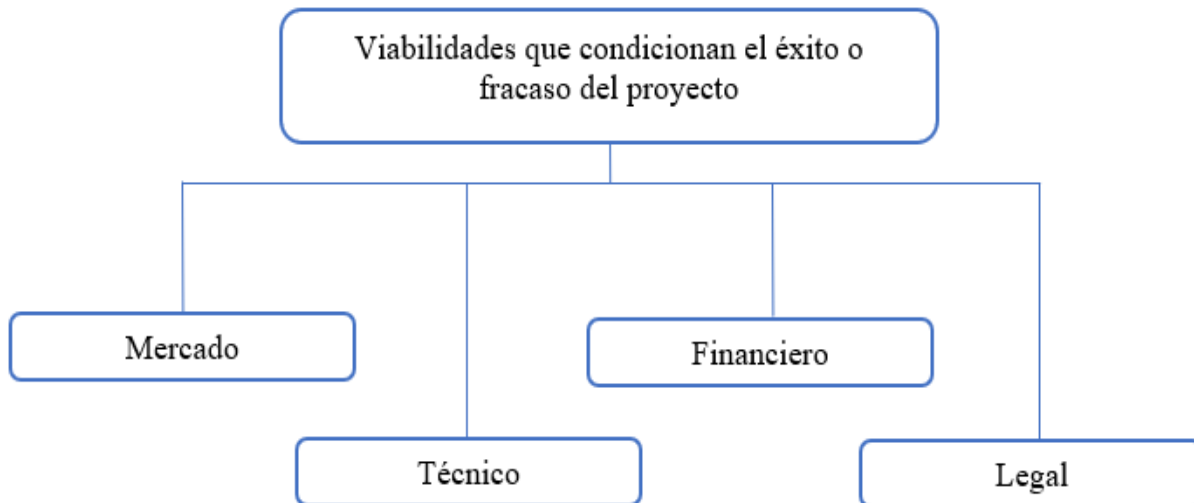 Viabilidades que condicionan el éxito o
fracaso del proyecto
Mercado
Financiero
Técnico
Legal